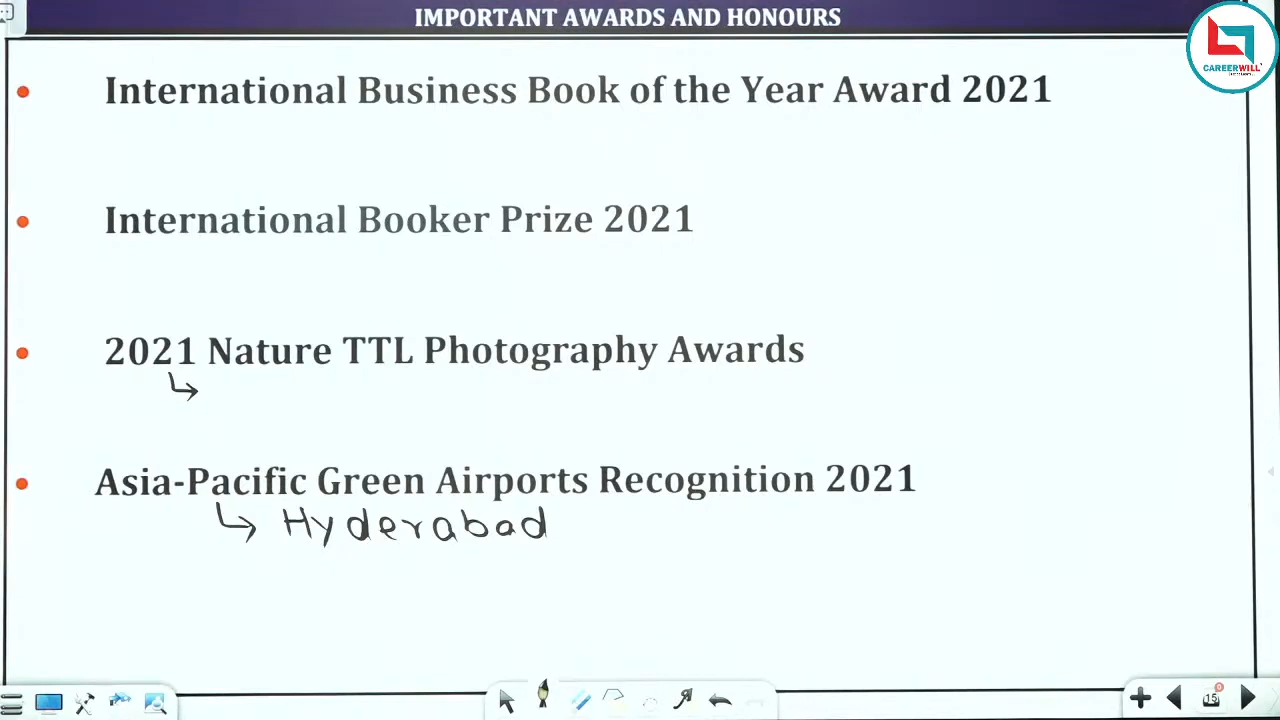 IMPORTANT AWARDS AND HONOURS
CAREERWILL
International Business Book of the Year Award 2021
International Booker Prize 2021
2021 Nature TTL Photography Awards
Asia-Pacific Green Airports Recognition 2021
Hyderabad
15